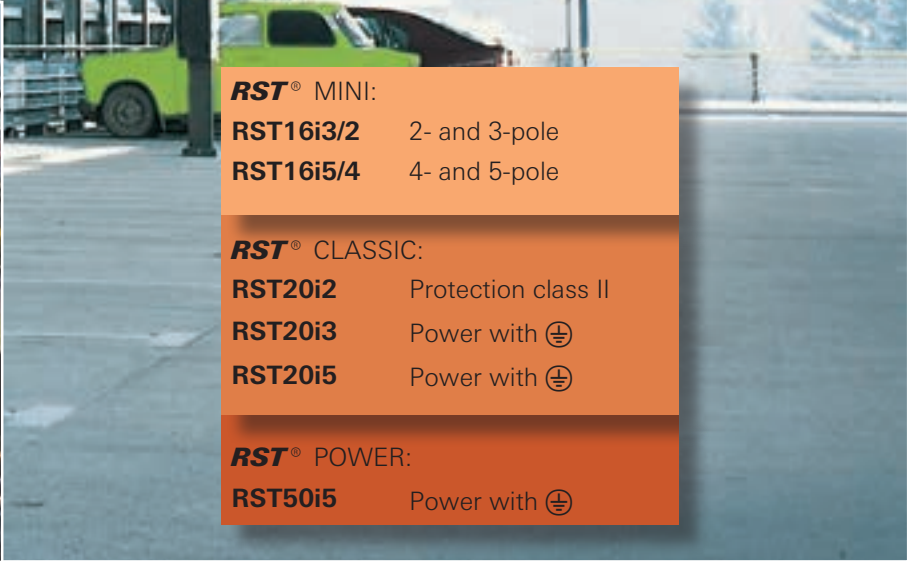 RST® MINI:
RST16i3/2 2- and 3-pole
RST16i5/4 4- and 5-pole
RST® CLASSIC:
RST20i2 Protection class II
RST20i3 Power with ⏚
RST20i5 Power with ⏚
RST® POWER:
RST50i5 Power with ⏚